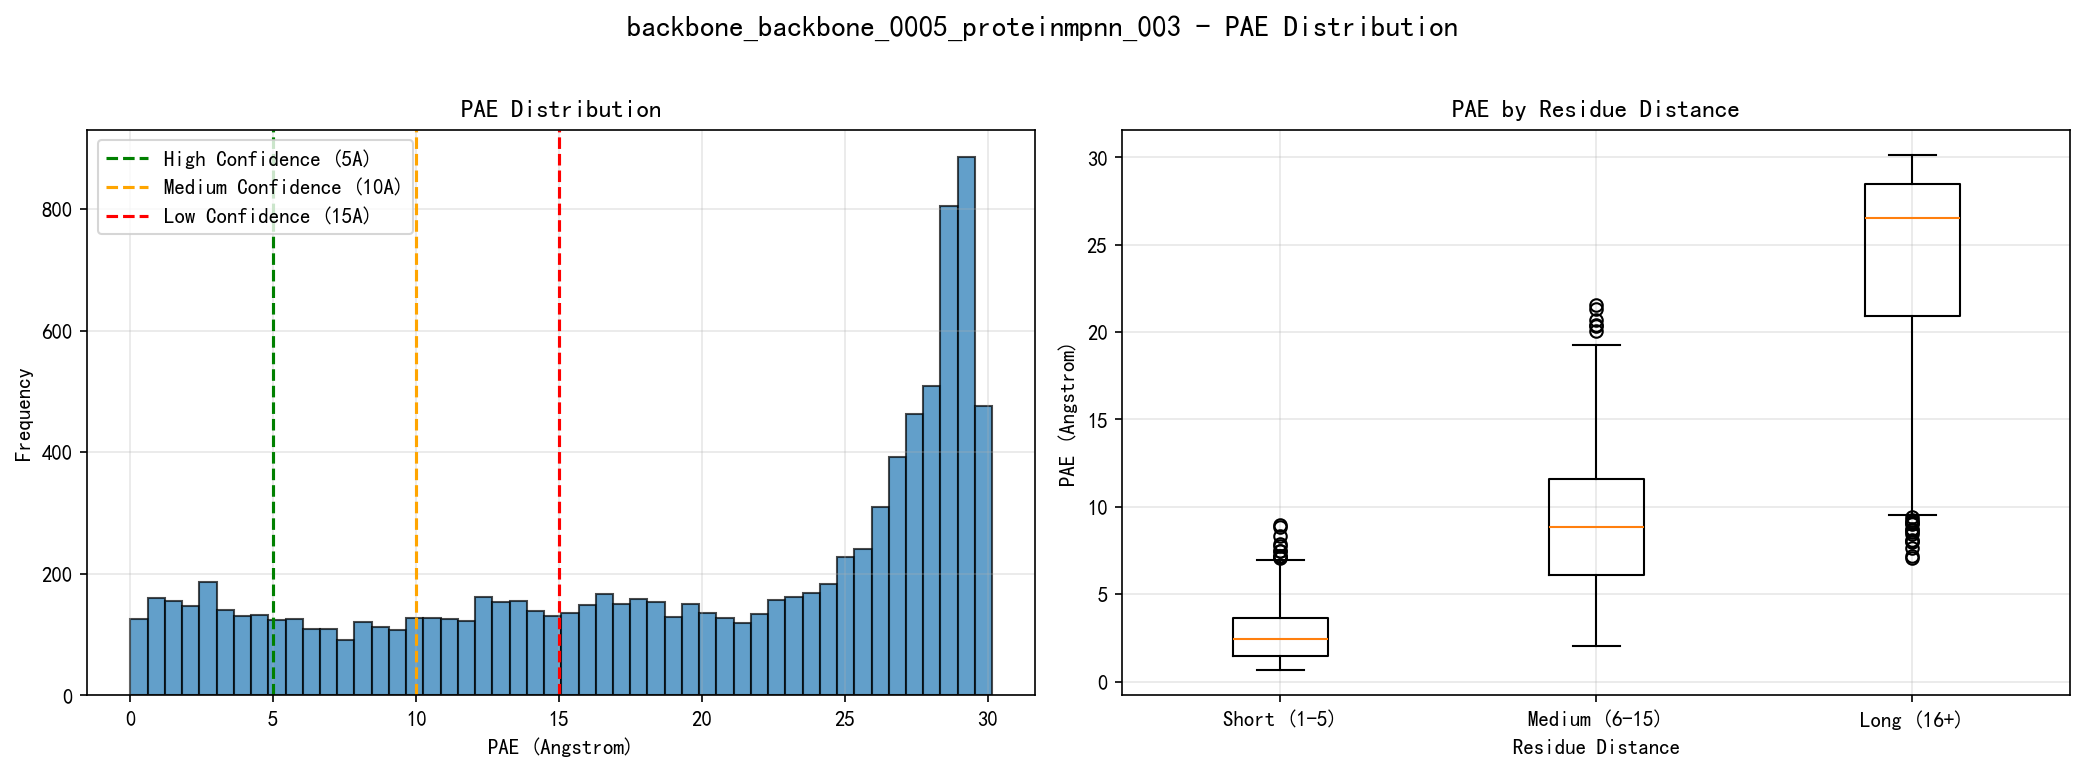 backbone_backbone_0005_proteinmpnn_003 - PAE Distribution
PAE Distribution
High Confidence (5A)
Medium Confidence (10A)
Low Confidence (15A)
Frequency
800
600
400
200
0
0 5 10 15 20 25 30
PAE (Angstrom)
PAE by Residue Distance
PAE (Angstrom)
30
25
20
15
10
5
0
Short (1-5) Medium (6-15) Long (16+)
Residue Distance